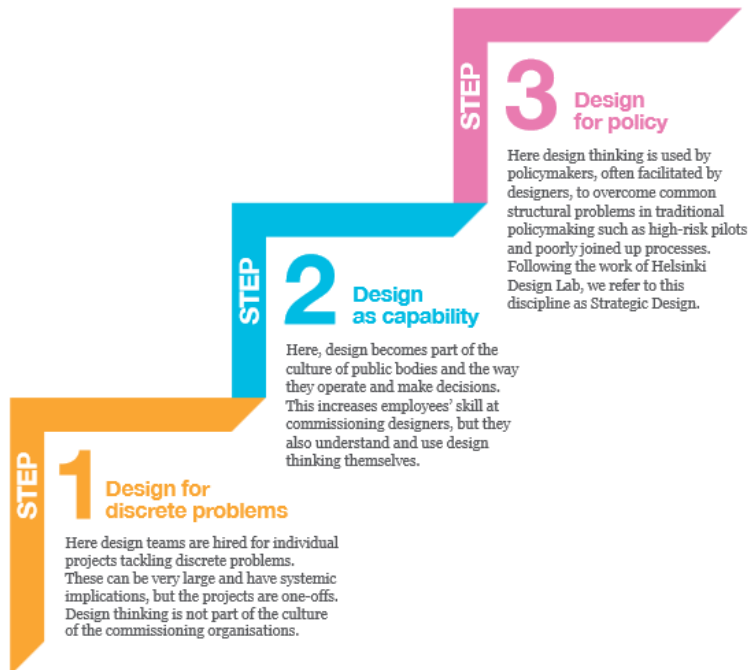 STEP
3
Design
for policy
Here design thinking is used by
policymakers, often facilitated by
designers, to overcome common
structural problems in traditional
policymaking such as high-risk pilots
and poorly joined up processes.
Following the work of Helsinki
Design Lab, we refer to this
discipline as Strategic Design.
STEP
2
Design
as capability
Here, design becomes part of the
culture of public bodies and the way
they operate and make decisions.
This increases employees’ skill at
commissioning designers, but they
also understand and use design
thinking themselves.
STEP
1
Design for
discrete problems
Here design teams are hired for individual
projects tackling discrete problems.
These can be very large and have systemic
implications, but the projects are one-offs.
Design thinking is not part of the culture
of the commissioning organisations.